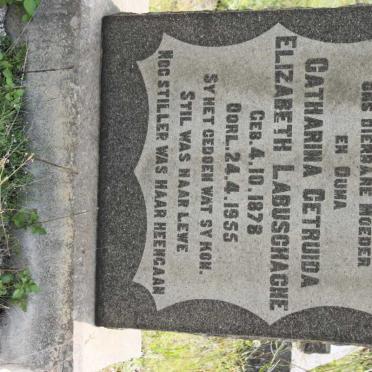 ONS DIERBARE MOEDER
EN OUMA
CATHARINA GETRUIDA
ELIZABETH LABUSCHAGNE
GEB. 4.10.1878
OORL. 24.4.1955
SY HET GEDOEN WAT SY KON.
STIL WAS HAAR LEWE
NOG STILLER WAS HAAR HEENGAAN